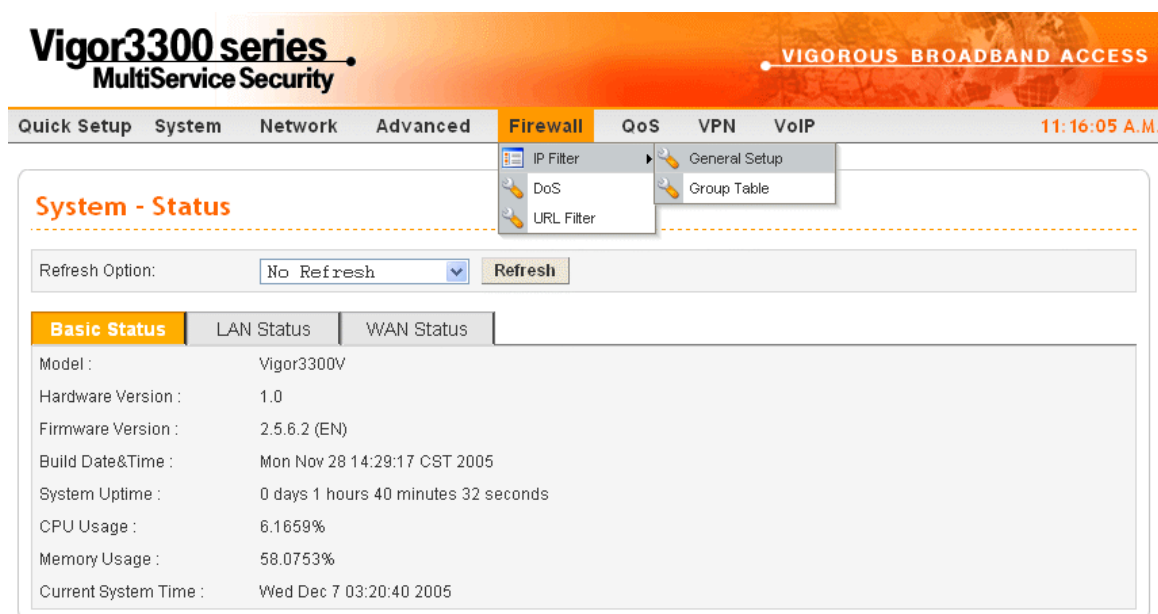 Vigor3300 series
MultiService Security
VIGOROUS BROADBAND ACCESS
Quick Setup System Network Advanced Firewall QoS VPN VoIP 11:16:05 A.M.
IP Filter General Setup
DoS Group Table
URL Filter
System - Status
Refresh Option: No Refresh Refresh
Basic Status LAN Status WAN Status
Model : Vigor3300V
Hardware Version : 1.0
Firmware Version : 2.5.6.2 (EN)
Build Date&Time : Mon Nov 28 14:29:17 CST 2005
System Uptime : 0 days 1 hours 40 minutes 32 seconds
CPU Usage : 6.1659%
Memory Usage : 58.0753%
Current System Time : Wed Dec 7 03:20:40 2005